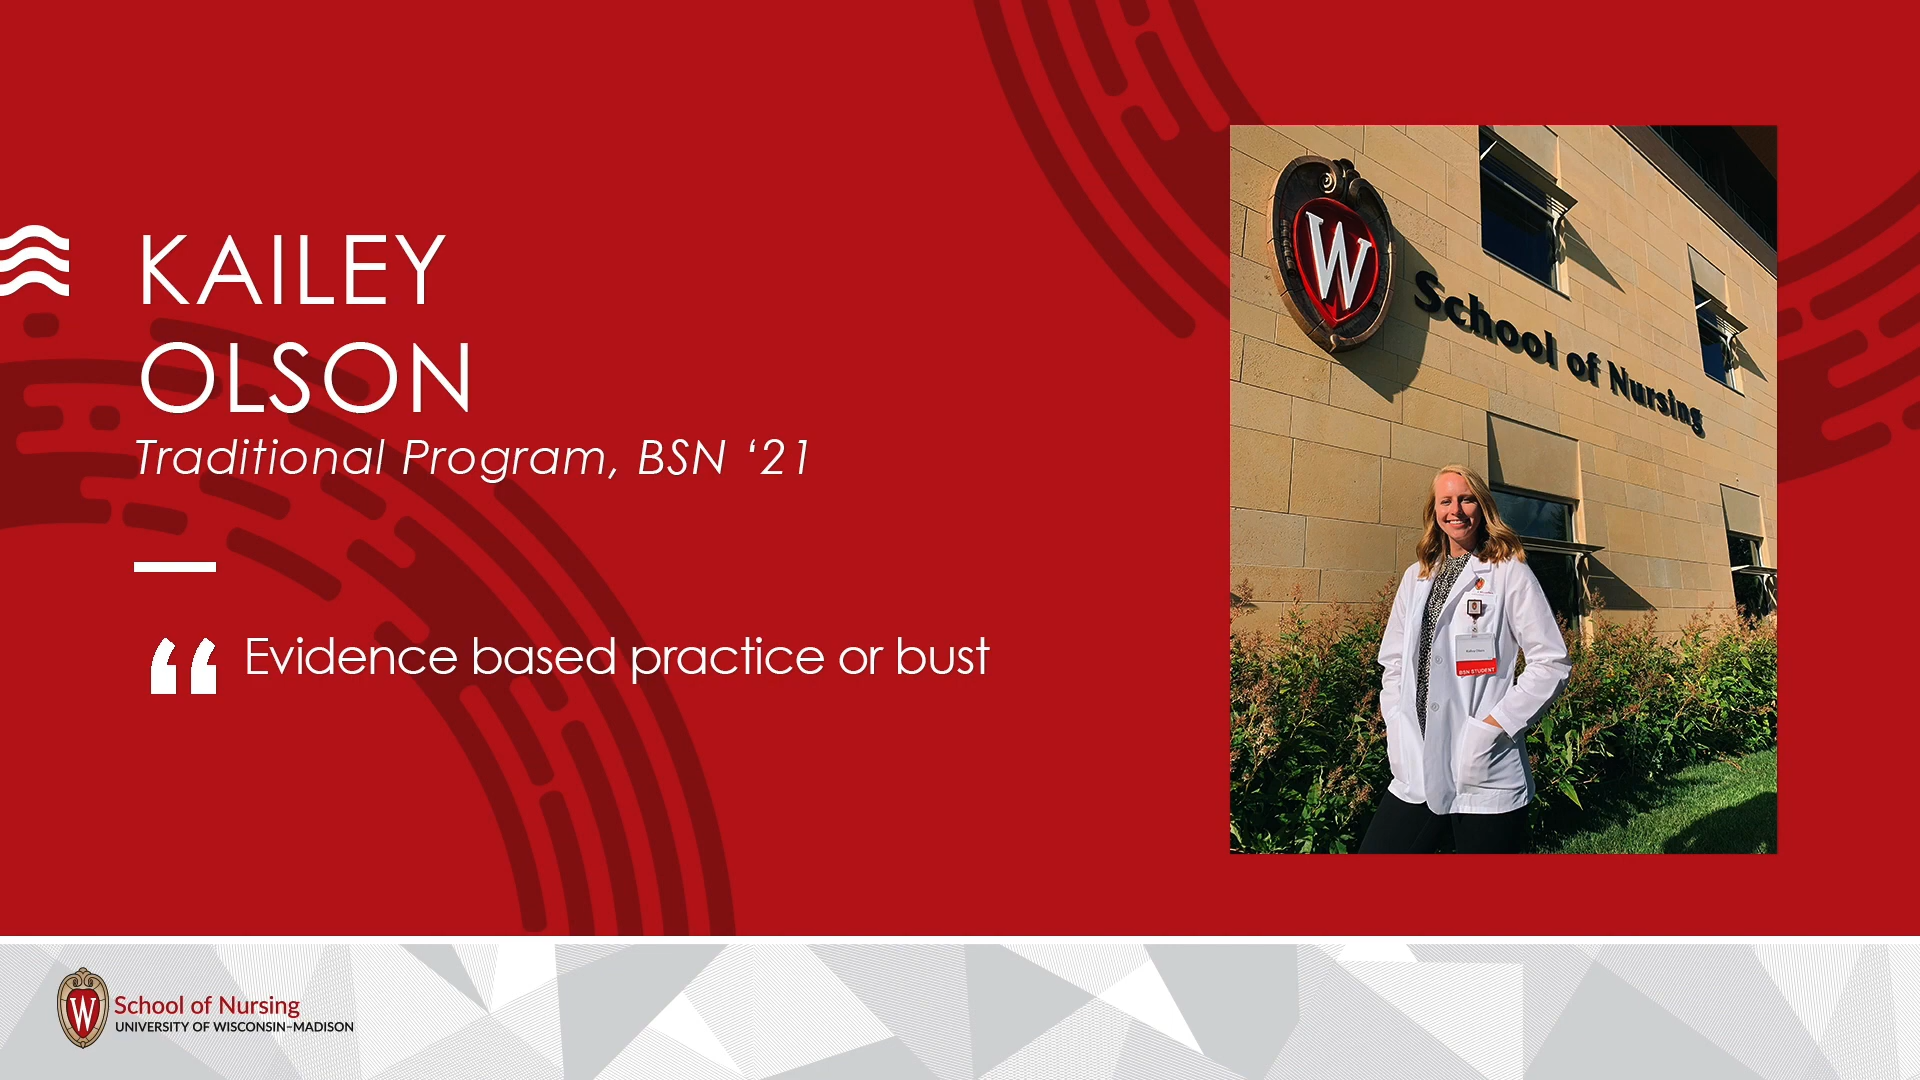 KAILEY
OLSON
Traditional Program, BSN ‘21
“ Evidence based practice or bust
W
School of Nursing
BSN STUDENT
W
School of Nursing
UNIVERSITY OF WISCONSIN–MADISON